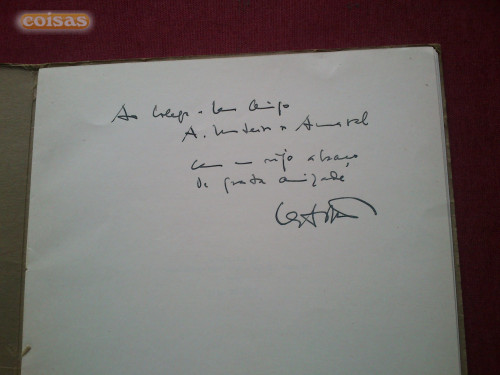 coisas
Ao colega e bom amigo
A. Monteiro do Amaral
com um rijo abraço
de grata amizade